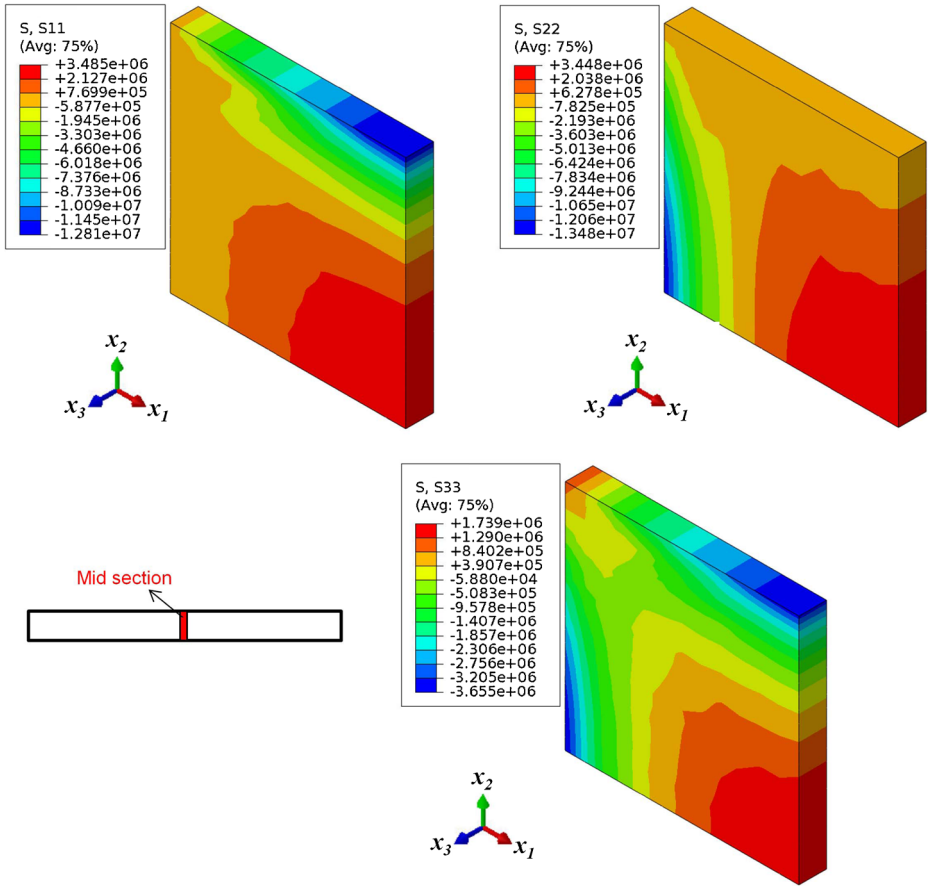 S, S11
(Avg: 75%)
+3.485e+06
+2.127e+06
+7.699e+05
-5.877e+05
-1.945e+06
-3.303e+06
-4.660e+06
-6.018e+06
-7.376e+06
-8.733e+06
-1.009e+07
-1.145e+07
-1.281e+07
x2
x3
x1
S, S22
(Avg: 75%)
+3.448e+06
+2.038e+06
+6.278e+05
-7.825e+05
-2.193e+06
-3.603e+06
-5.013e+06
-6.424e+06
-7.834e+06
-9.244e+06
-1.065e+07
-1.206e+07
-1.348e+07
x2
x3
x1
Mid section
S, S33
(Avg: 75%)
+1.739e+06
+1.290e+06
+8.402e+05
+3.907e+05
-5.880e+04
-5.083e+05
-9.578e+05
-1.407e+06
-1.857e+06
-2.306e+06
-2.756e+06
-3.205e+06
-3.655e+06
x2
x3
x1